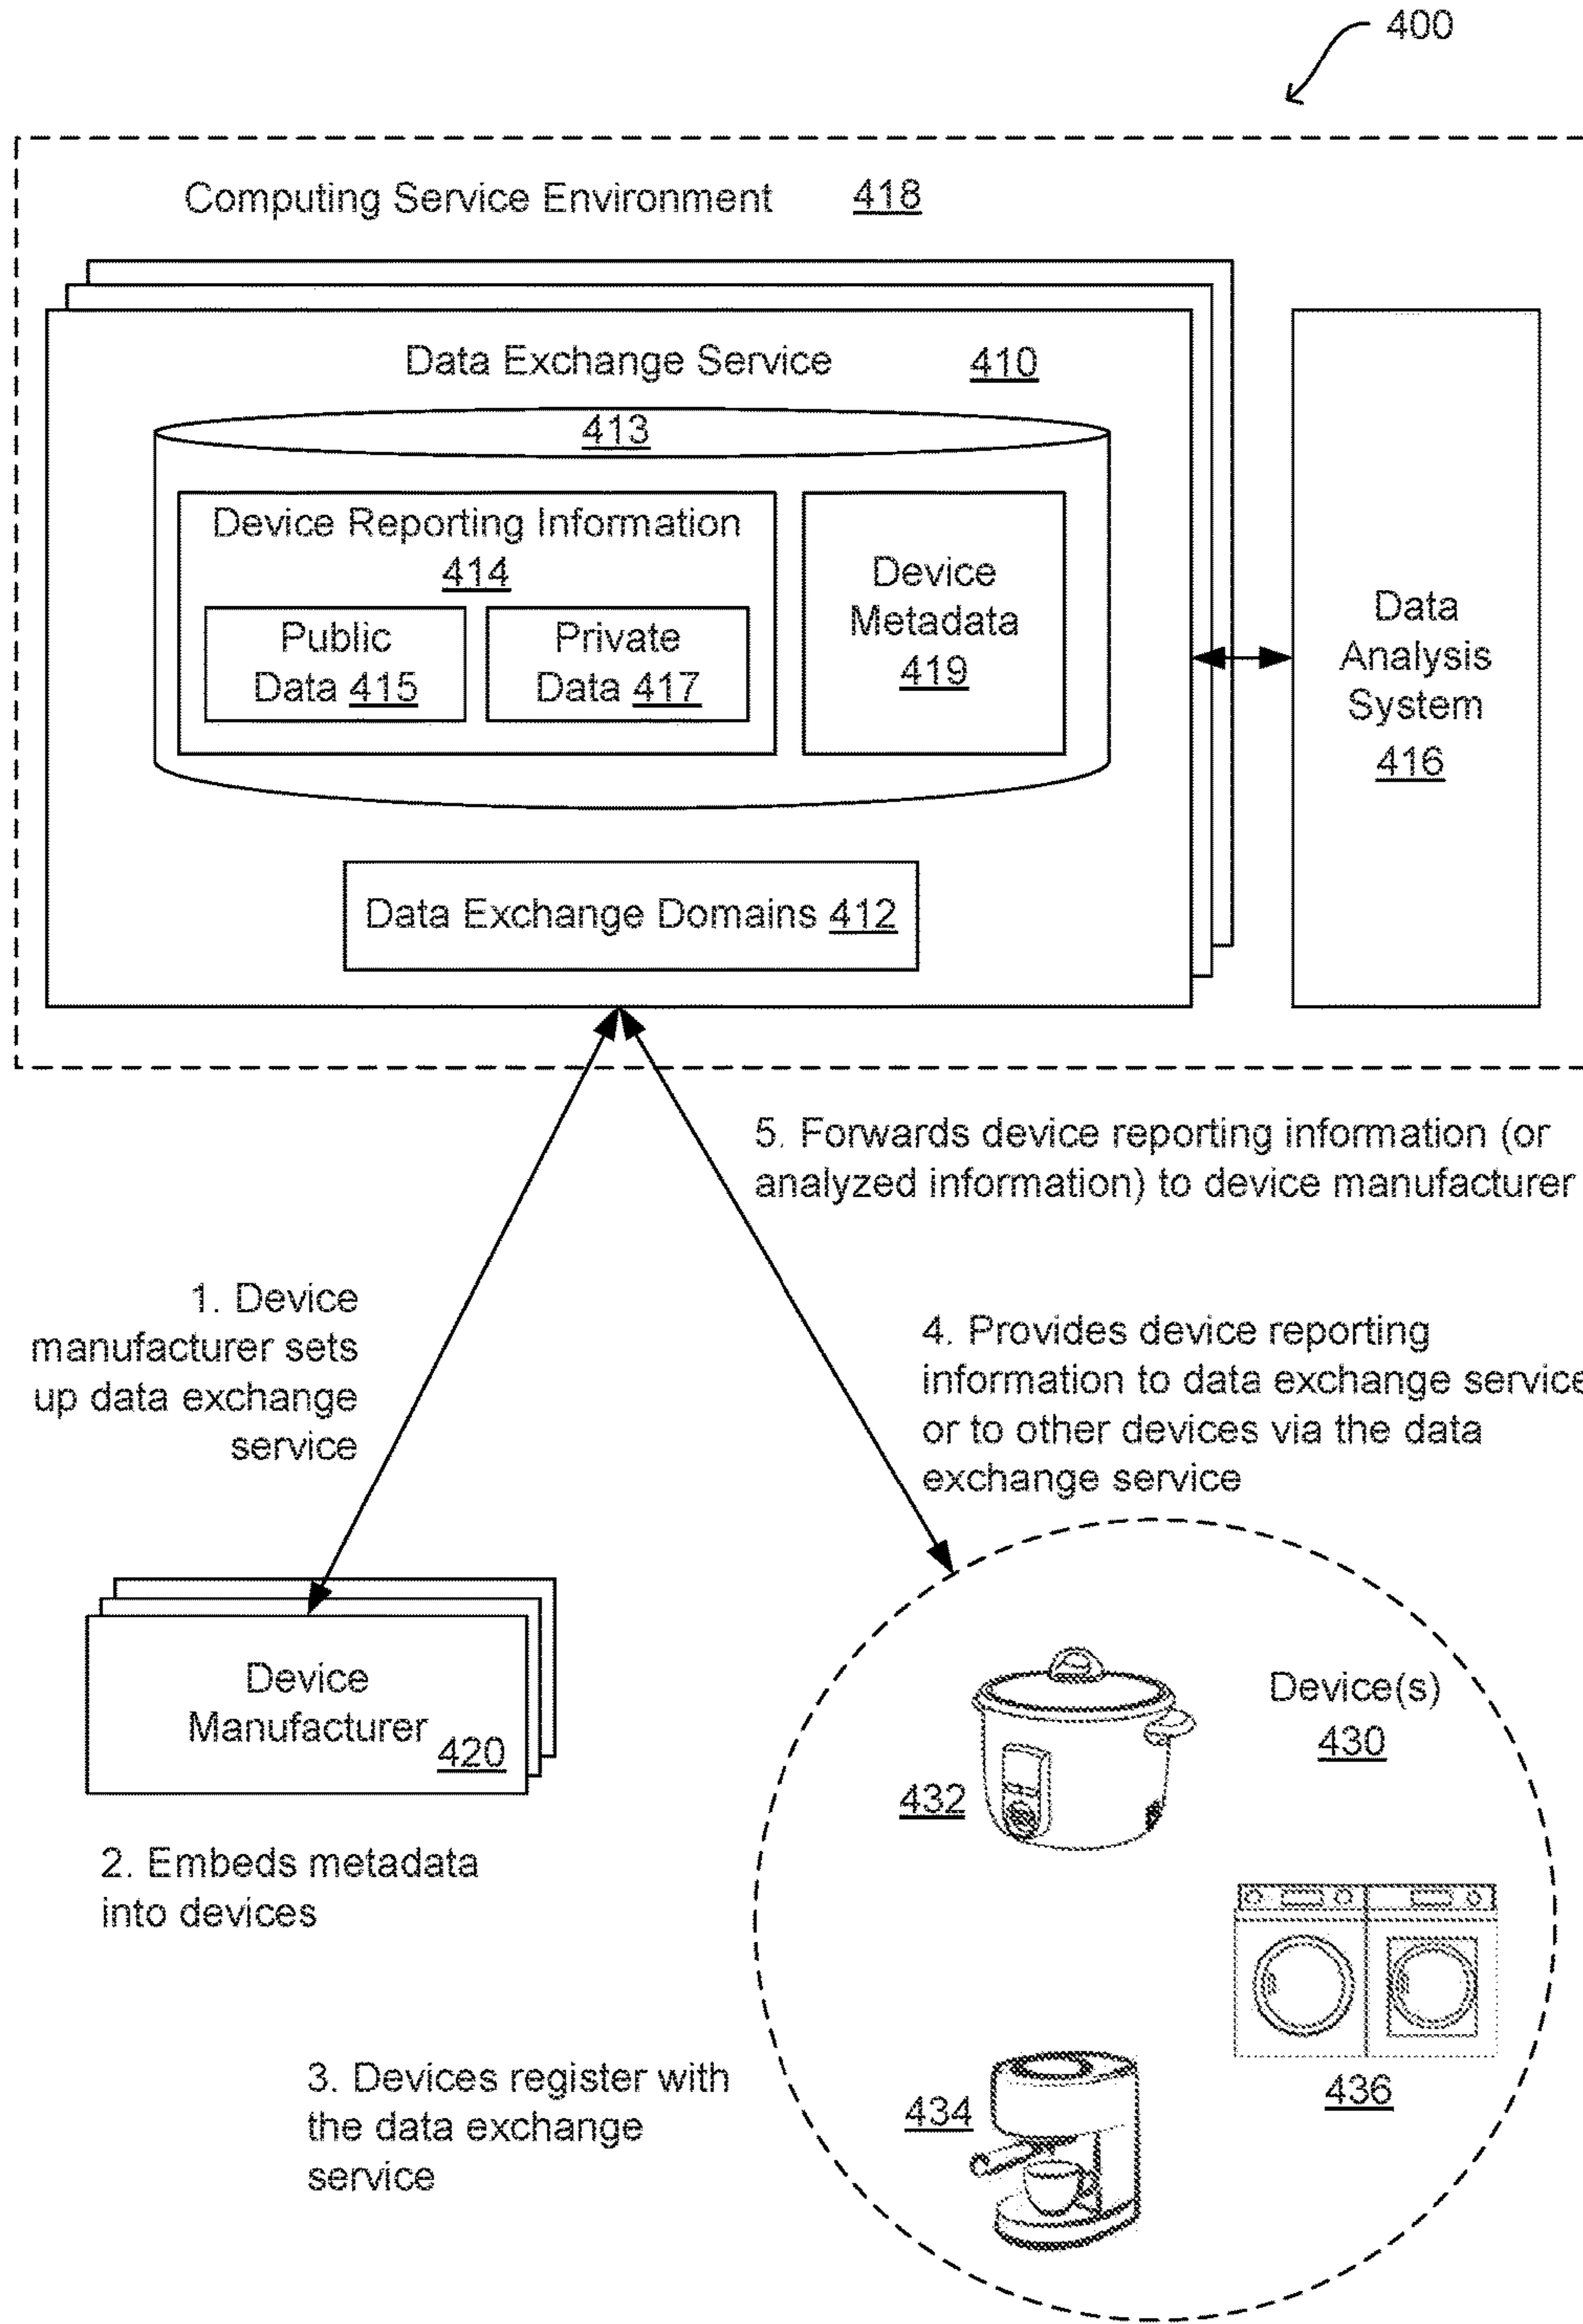 400
Computing Service Environment 418
Data Exchange Service 410
413
Device Reporting Information
414
Public
Data 415
Private
Data 417
Device
Metadata
419
Data
Analysis
System
416
Data Exchange Domains 412
5. Forwards device reporting information (or
analyzed information) to device manufacturer
1. Device
manufacturer sets
up data exchange
service
4. Provides device reporting
information to data exchange service
or to other devices via the data
exchange service
Device
Manufacturer 420
2. Embeds metadata
into devices
3. Devices register with
the data exchange
service
Device(s)
430
432
436
434